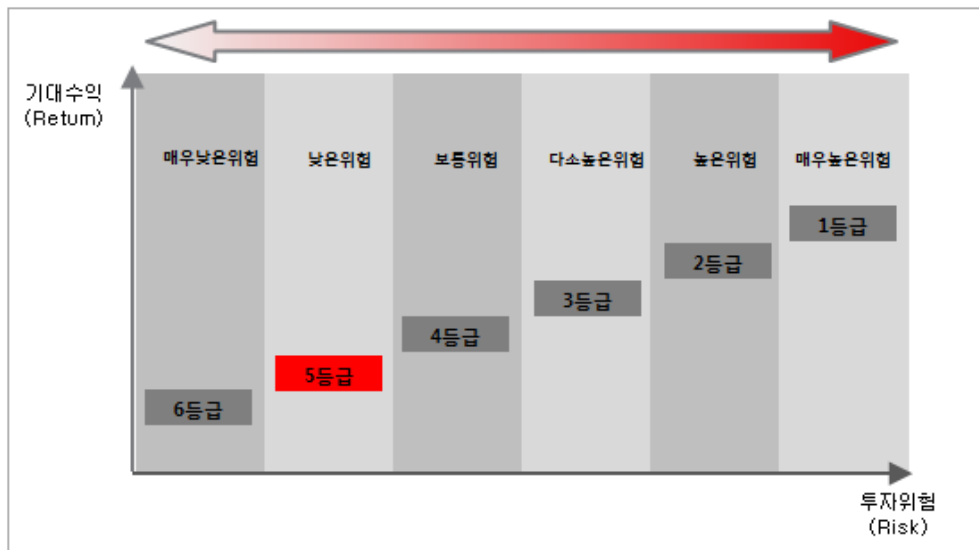 기대수익
(Return)
매우낮은위험
낮은위험
보통위험
다소높은위험
높은위험
매우높은위험
1등급
2등급
3등급
4등급
5등급
6등급
투자위험
(Risk)